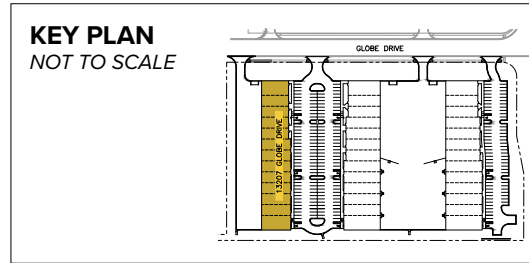 KEY PLAN
NOT TO SCALE
GLOBE DRIVE
13207 GLOBE DRIVE